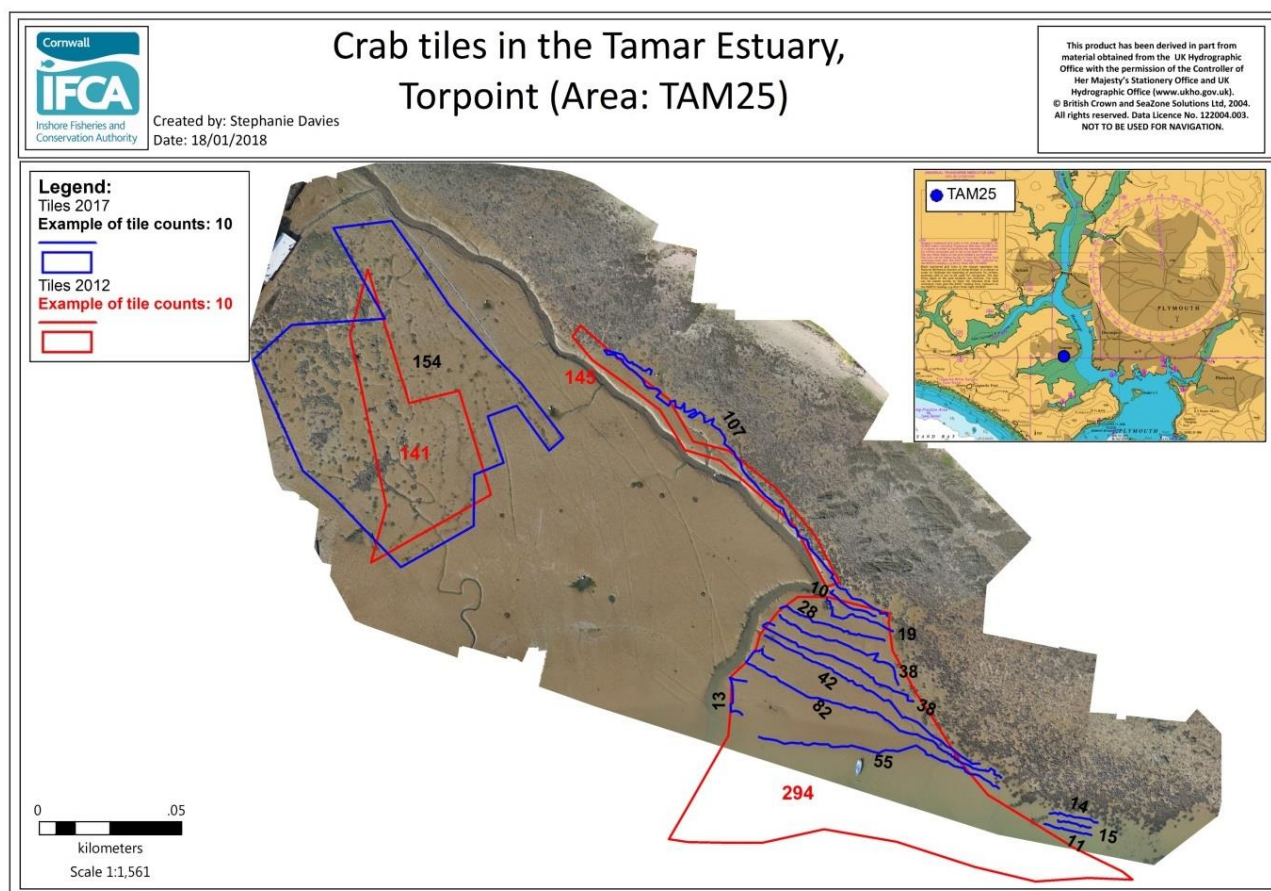 Cornwall
IFCA
Inshore Fisheries and
Conservation Authority
Created by: Stephanie Davies
Date: 18/01/2018
Crab tiles in the Tamar Estuary,
Torpoint (Area: TAM25)
This product has been derived in part from
material obtained from the UK Hydrographic
Office with the permission of the Controller of
Her Majesty's Stationery Office and UK
Hydrographic Office (www.ukho.gov.uk).
© British Crown and SeaZone Solutions Ltd, 2004.
All rights reserved. Data Licence No. 122004.003.
NOT TO BE USED FOR NAVIGATION.
Legend:
Tiles 2017
Example of tile counts: 10
Tiles 2012
Example of tile counts: 10
TAM25
PLYMOUTH
PLYMOUTH
154
141
145
107
10
28
19
38
42
38
13
82
55
294
14
15
11
0 .05
kilometers
Scale 1:1,561